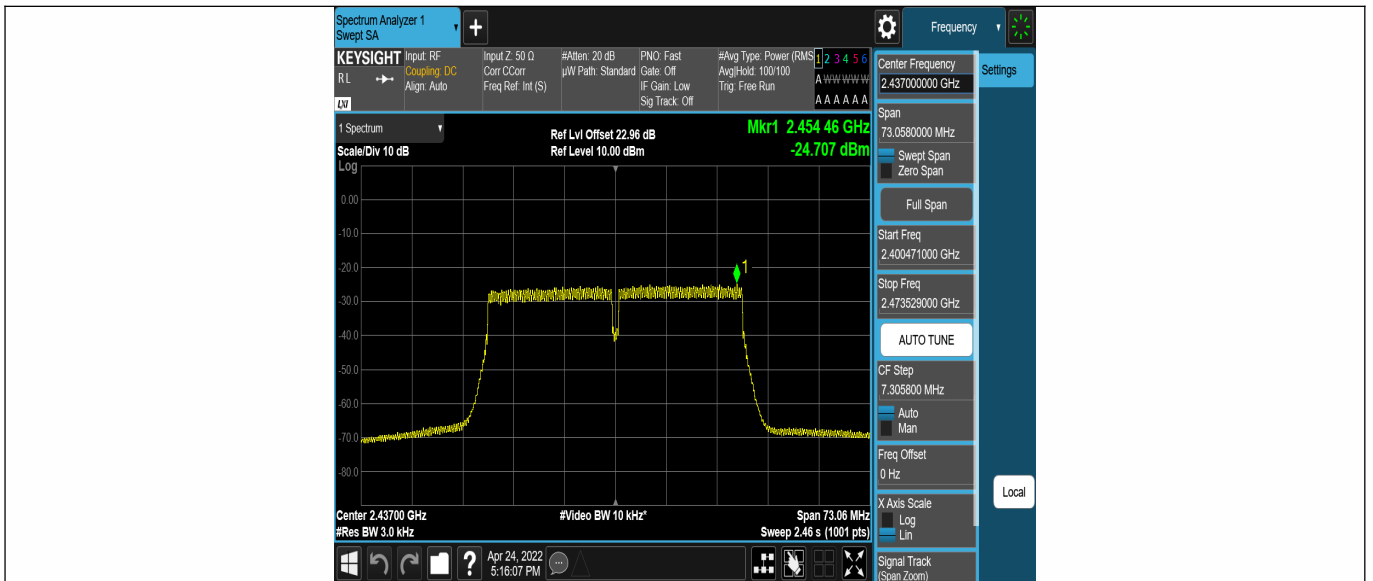 Spectrum Analyzer 1
Swept SA
+
Frequency
KEYSIGHT
R L
LXI
Input: RF
Coupling: DC
Align: Auto
Input Z: 50 Ω
Corr CCorr
Freq Ref: Int (S)
#Atten: 20 dB
µW Path: Standard
PNO: Fast
Gate: Off
IF Gain: Low
Sig Track: Off
#Avg Type: Power (RMS
Avg|Hold: 100/100
Trig: Free Run
1 2 3 4 5 6
A W W W W W
A A A A A A
1 Spectrum
Scale/Div 10 dB
Log
Ref Lvl Offset 22.96 dB
Ref Level 10.00 dBm
Mkr1 2.454 46 GHz
-24.707 dBm
0.00
-10.0
-20.0
-30.0
-40.0
-50.0
-60.0
-70.0
-80.0
1
Center 2.43700 GHz
#Res BW 3.0 kHz
#Video BW 10 kHz*
Span 73.06 MHz
Sweep 2.46 s (1001 pts)
Center Frequency
2.437000000 GHz
Settings
Span
73.0580000 MHz
Swept Span
Zero Span
Full Span
Start Freq
2.400471000 GHz
Stop Freq
2.473529000 GHz
AUTO TUNE
CF Step
7.305800 MHz
Auto
Man
Freq Offset
0 Hz
X Axis Scale
Log
Lin
Local
Signal Track
(Span Zoom)
?
Apr 24, 2022
5:16:07 PM